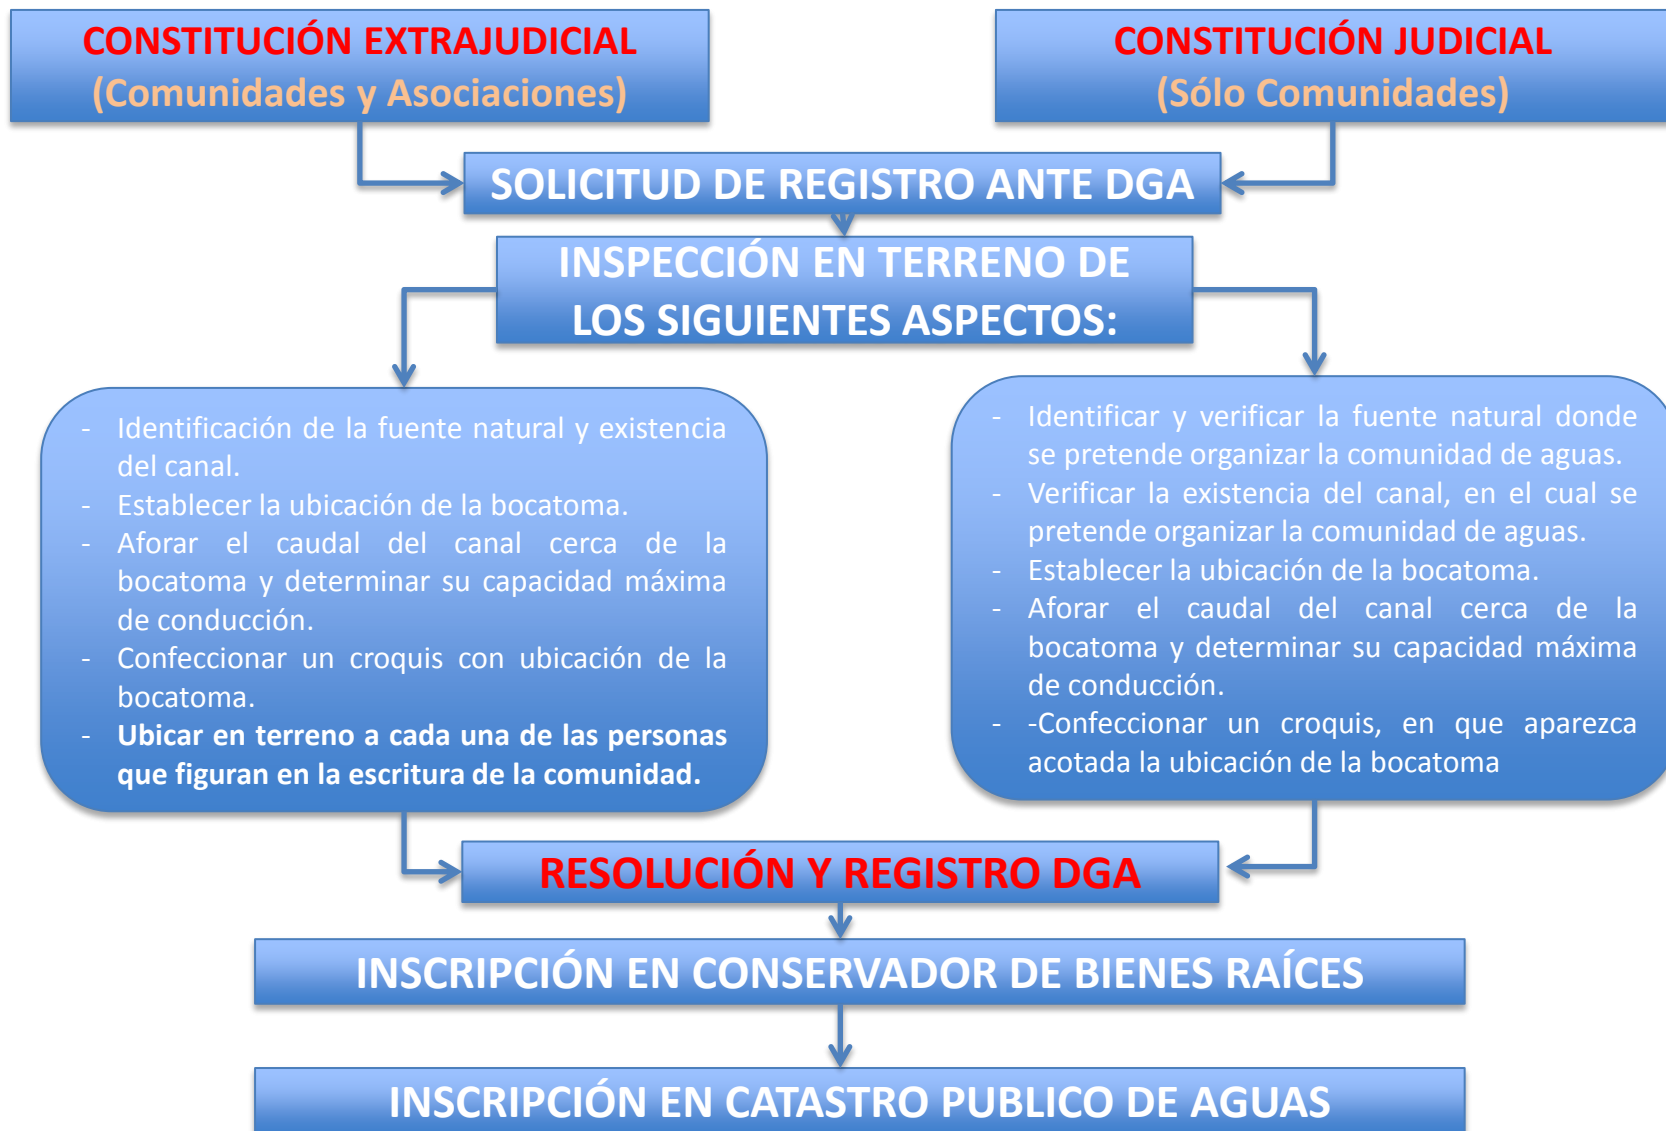 CONSTITUCIÓN EXTRAJUDICIAL
(Comunidades y Asociaciones)
CONSTITUCIÓN JUDICIAL
(Sólo Comunidades)
SOLICITUD DE REGISTRO ANTE DGA
INSPECCIÓN EN TERRENO DE
LOS SIGUIENTES ASPECTOS:
- Identificación de la fuente natural y existencia
del canal.
- Establecer la ubicación de la bocatoma.
- Aforar el caudal del canal cerca de la
bocatoma y determinar su capacidad máxima
de conducción.
- Confeccionar un croquis con ubicación de la
bocatoma.
- Ubicar en terreno a cada una de las personas
que figuran en la escritura de la comunidad.
- Identificar y verificar la fuente natural donde
se pretende organizar la comunidad de aguas.
- Verificar la existencia del canal, en el cual se
pretende organizar la comunidad de aguas.
- Establecer la ubicación de la bocatoma.
- Aforar el caudal del canal cerca de la
bocatoma y determinar su capacidad máxima
de conducción.
- -Confeccionar un croquis, en que aparezca
acotada la ubicación de la bocatoma
RESOLUCIÓN Y REGISTRO DGA
INSCRIPCIÓN EN CONSERVADOR DE BIENES RAÍCES
INSCRIPCIÓN EN CATASTRO PUBLICO DE AGUAS